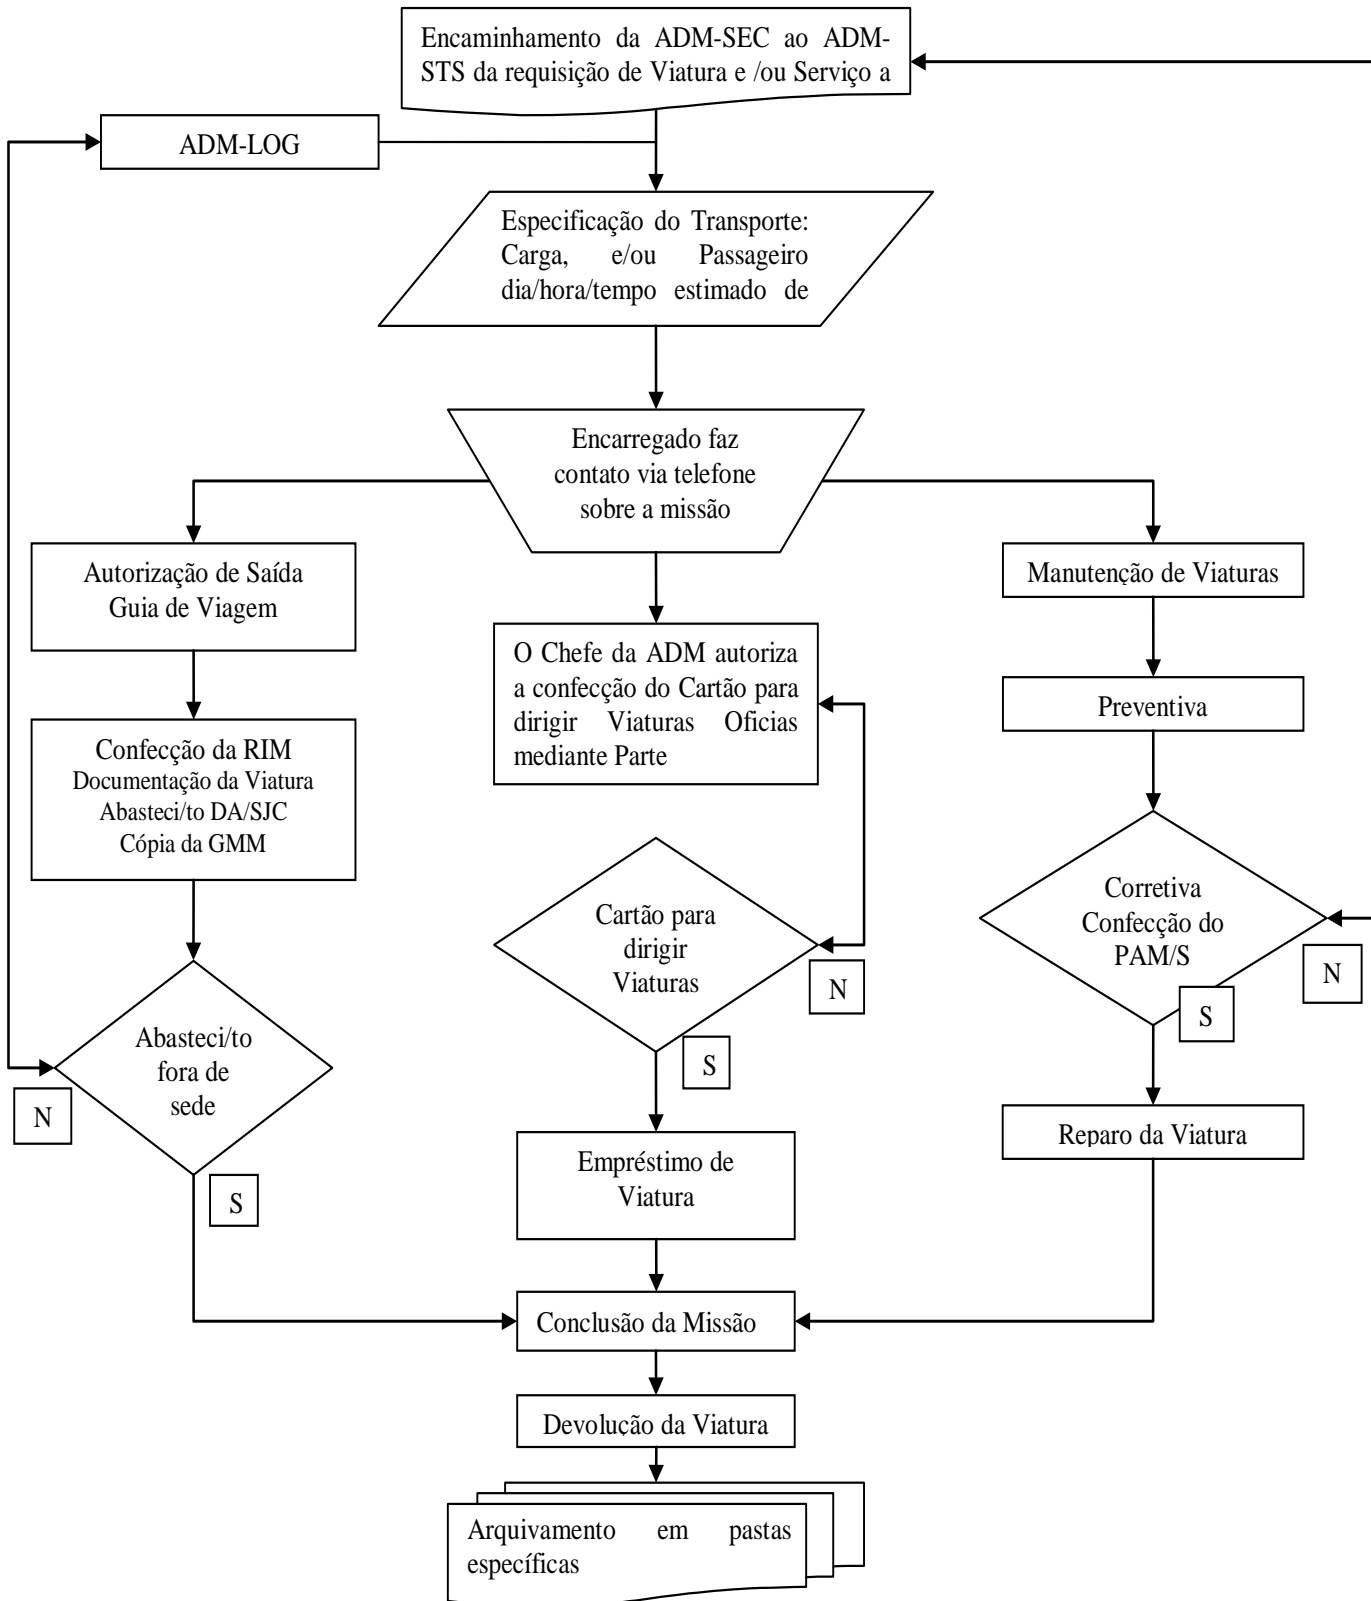 Encaminhamento da ADM-SEC ao ADM-
STS da requisição de Viatura e /ou Serviço a
ADM-LOG
Especificação do Transporte:
Carga, e/ou Passageiro
dia/hora/tempo estimado de
Encarregado faz
contato via telefone
sobre a missão
Autorização de Saída
Guia de Viagem
Manutenção de Viaturas
O Chefe da ADM autoriza
a confecção do Cartão para
dirigir Viaturas Oficias
mediante Parte
Preventiva
Confecção da RIM
Documentação da Viatura
Abasteci/to DA/SJC
Cópia da GMM
Cartão para
dirigir
Viaturas
N
Corretiva
Confecção do
PAM/S
N
S
Abasteci/to
fora de
sede
N
S
S
Reparo da Viatura
Empréstimo de
Viatura
Conclusão da Missão
Devolução da Viatura
Arquivamento em pastas
específicas